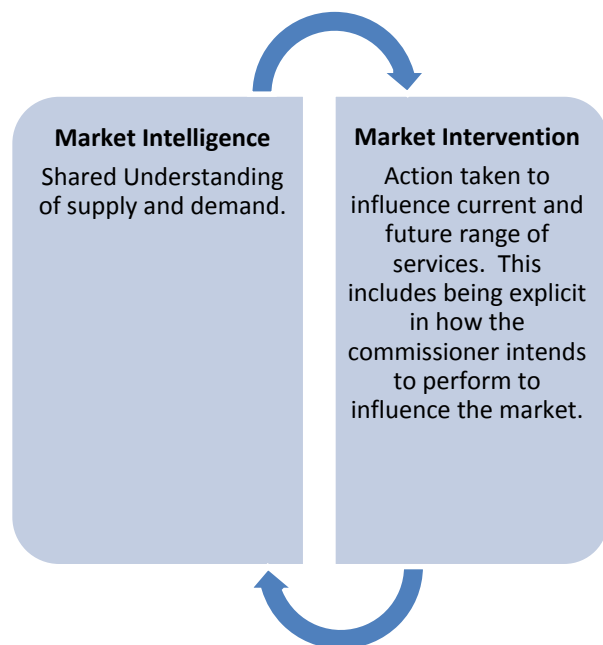 Market Intelligence
Shared Understanding
of supply and demand.
Market Intervention
Action taken to
influence current and
future range of
services.  This
includes being explicit
in how the
commissioner intends
to perform to
influence the market.